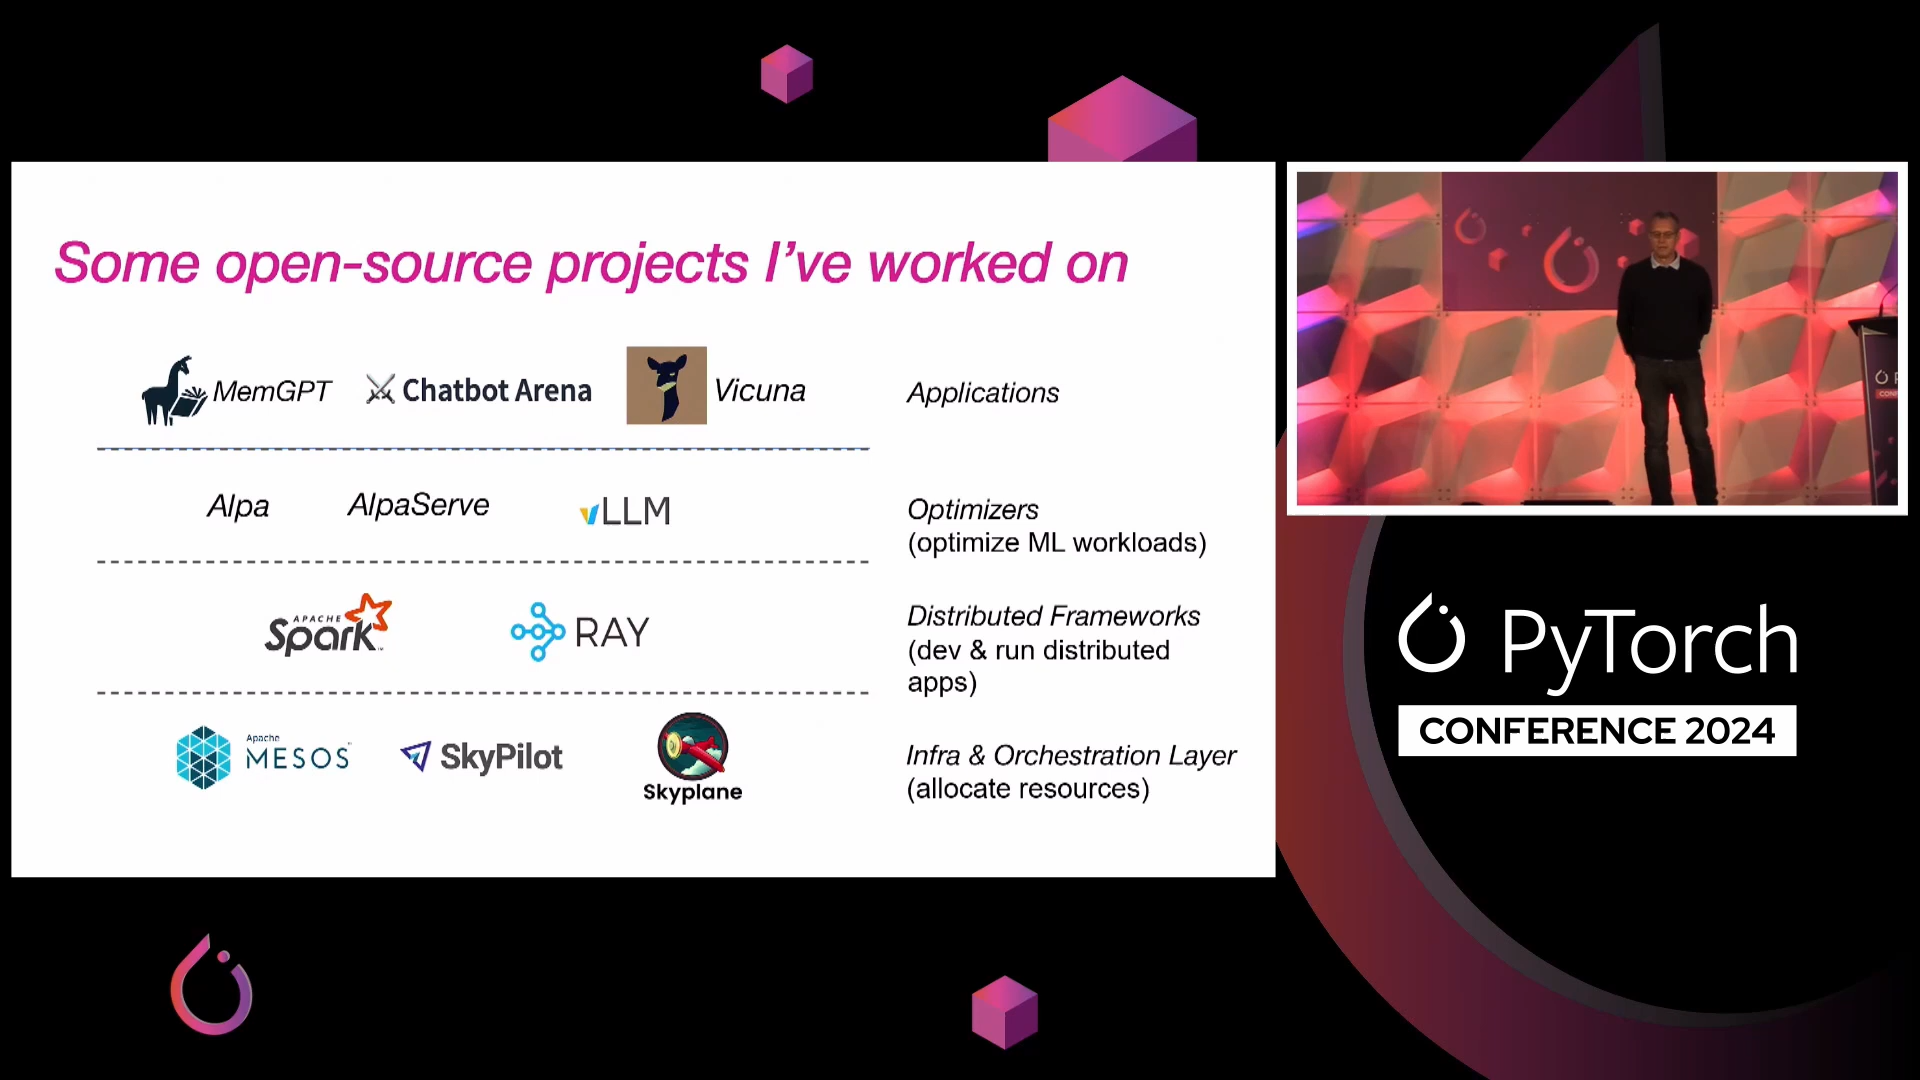 Some open-source projects I've worked on
MemGPT
Chatbot Arena
Vicuna
Applications
Alpa
AlpaServe
vLLM
Optimizers
(optimize ML workloads)
APACHE
Spark
RAY
Distributed Frameworks
(dev & run distributed
apps)
Apache
MESOS
SkyPilot
Skyplane
Infra & Orchestration Layer
(allocate resources)
PyTorch
CONFERENCE 2024